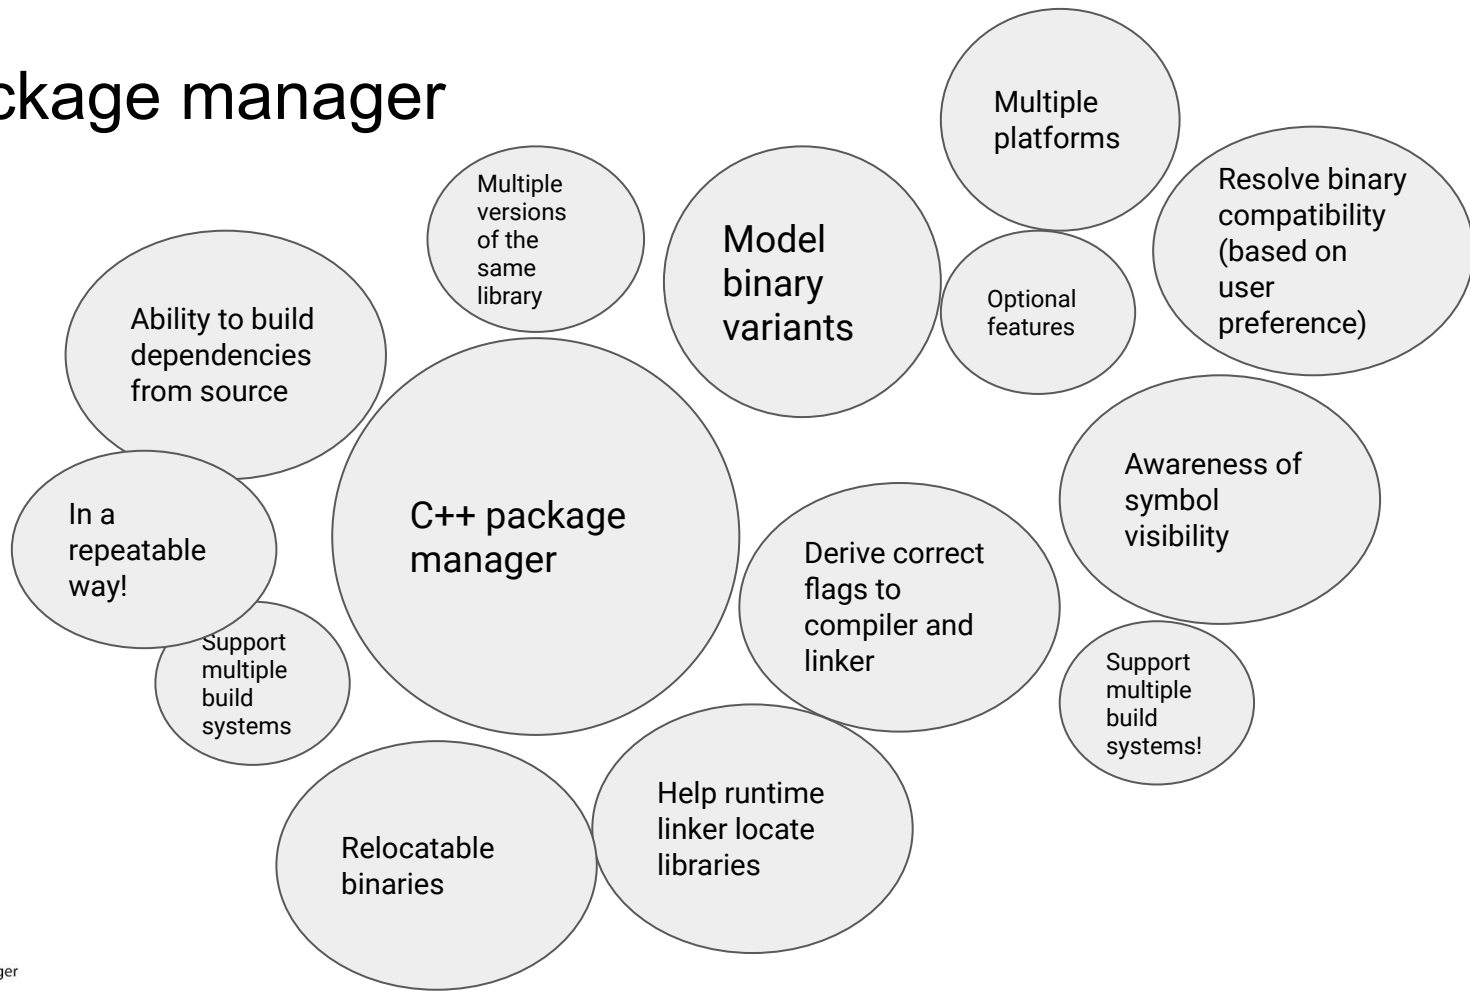 ckage manager
Multiple
platforms
Multiple
versions
of the
same
library
Model
binary
variants
Resolve binary
compatibility
(based on
user
preference)
Optional
features
Ability to build
dependencies
from source
Awareness of
symbol
visibility
In a
repeatable
way!
C++ package
manager
Derive correct
flags to
compiler and
linker
Support
multiple
build
systems
Support
multiple
build
systems!
Relocatable
binaries
Help runtime
linker locate
libraries
ger